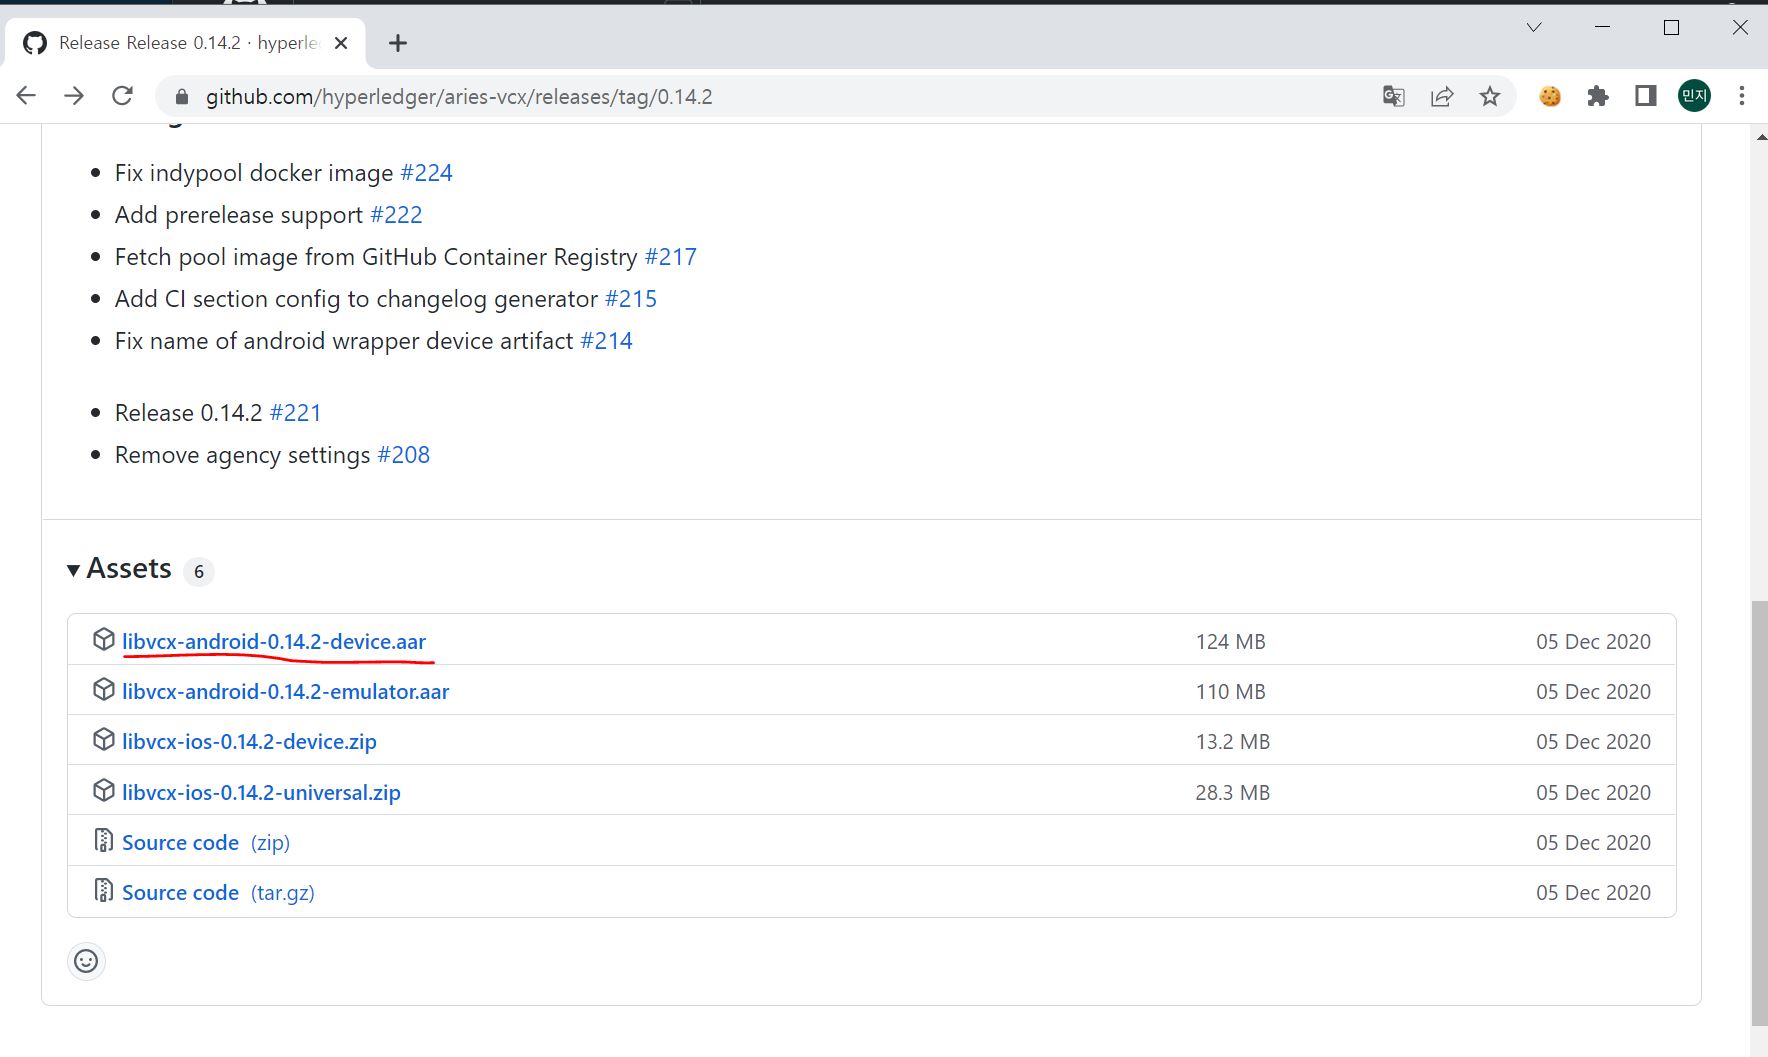 Release Release 0.14.2 · hyperle
github.com/hyperledger/aries-vcx/releases/tag/0.14.2
민지
Fix indypool docker image #224
Add prerelease support #222
Fetch pool image from GitHub Container Registry #217
Add CI section config to changelog generator #215
Fix name of android wrapper device artifact #214
Release 0.14.2 #221
Remove agency settings #208
Assets 6
libvcx-android-0.14.2-device.aar 124 MB 05 Dec 2020
libvcx-android-0.14.2-emulator.aar 110 MB 05 Dec 2020
libvcx-ios-0.14.2-device.zip 13.2 MB 05 Dec 2020
libvcx-ios-0.14.2-universal.zip 28.3 MB 05 Dec 2020
Source code (zip) 05 Dec 2020
Source code (tar.gz) 05 Dec 2020